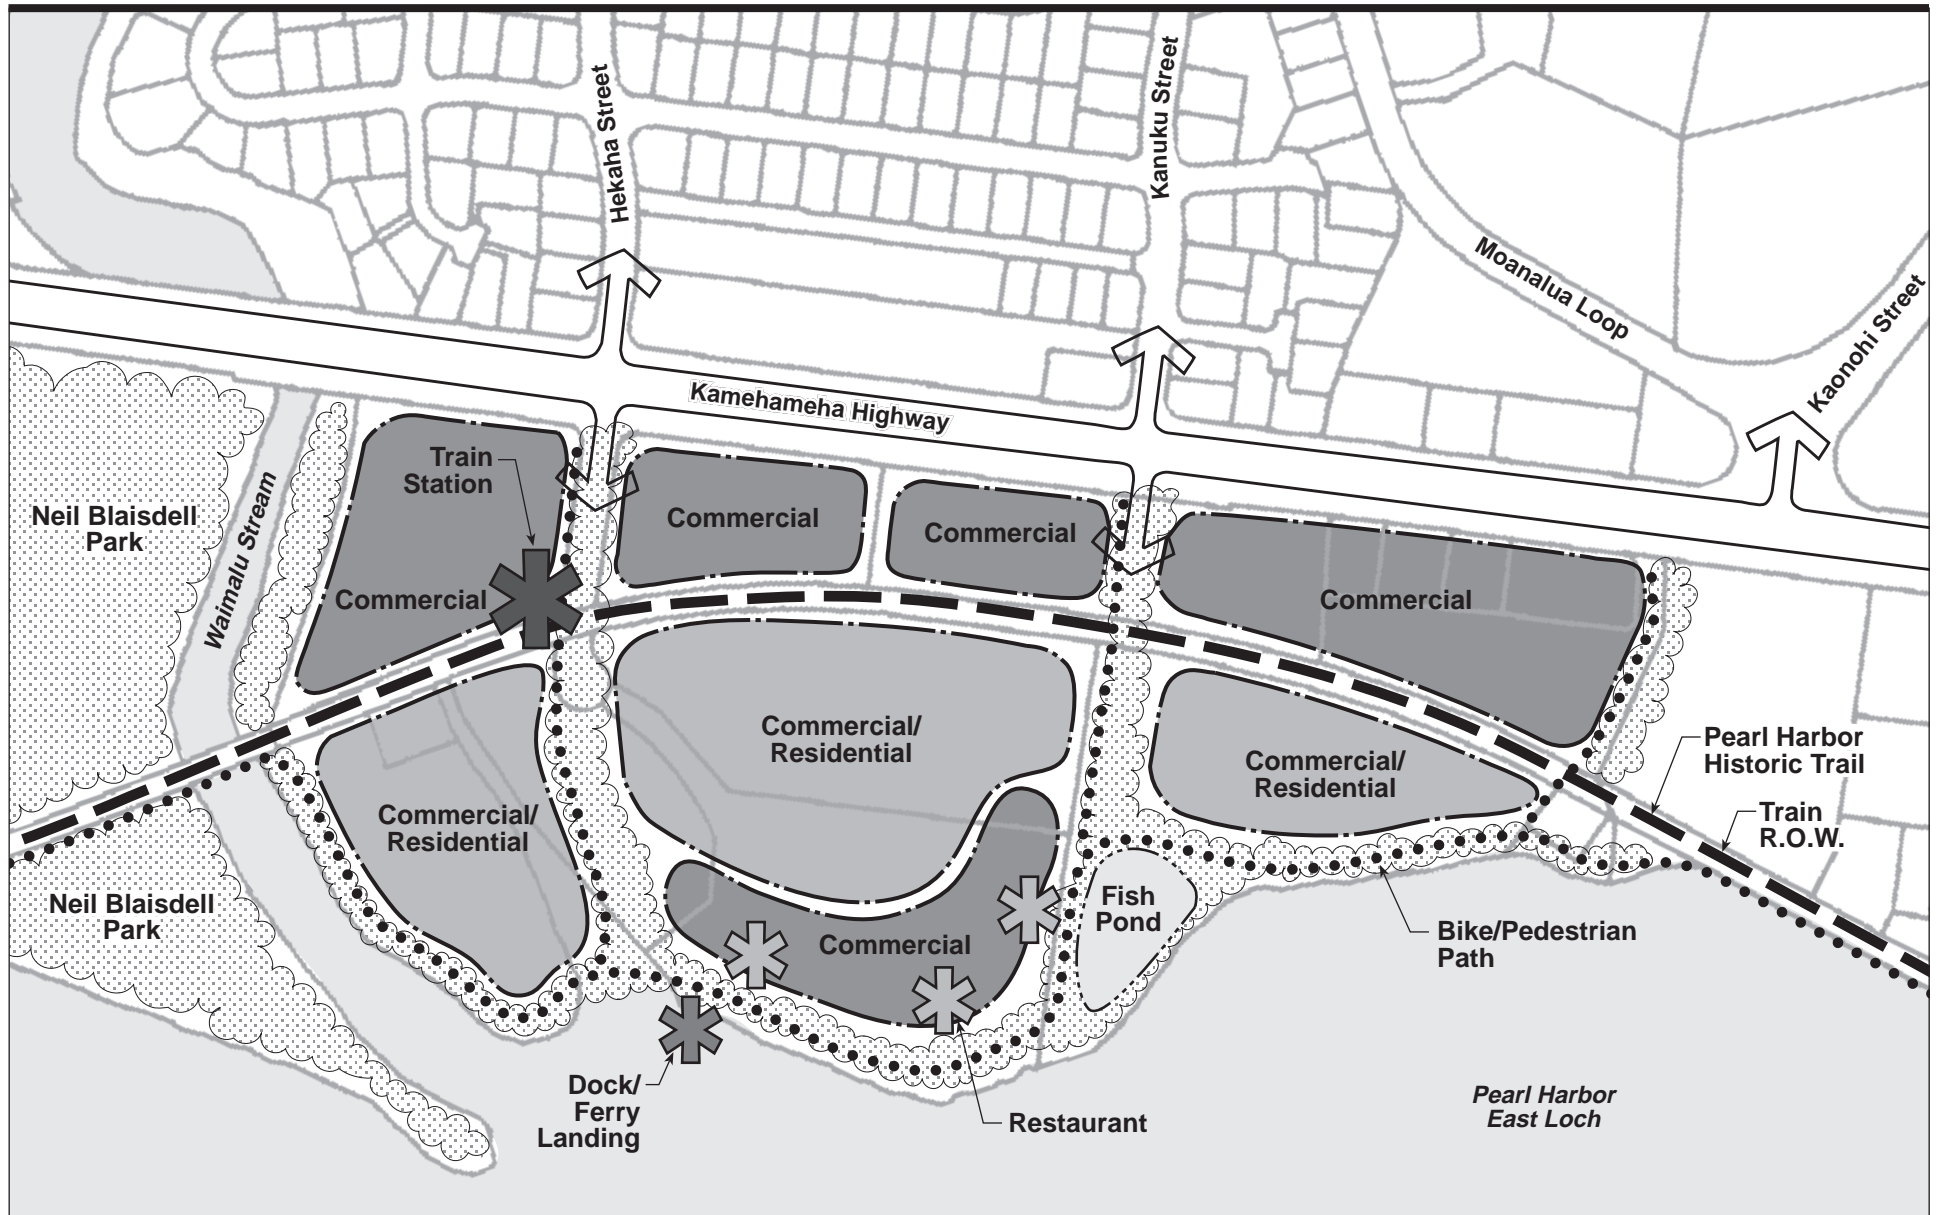 Hekaha Street
Kanuku Street
Moanalua Loop
Kaonohi Street
Kamehameha Highway
Train
Station
Neil Blaisdell
Park
Waimalu Stream
Commercial
Commercial
Commercial
Commercial
Commercial/
Residential
Commercial/
Residential
Commercial/
Residential
Pearl Harbor
Historic Trail
Train
R.O.W.
Neil Blaisdell
Park
Commercial
Fish
Pond
Bike/Pedestrian
Path
Dock/
Ferry
Landing
Restaurant
Pearl Harbor
East Loch